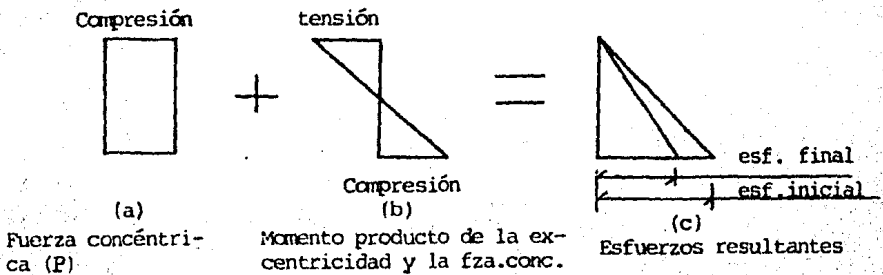 Compresión
tensión
esf. final
esf.inicial
Compresión
(a)
(b)
(c)
Fuerza concéntri-
ca (P)
Momento producto de la ex-
centricidad y la fza.conc.
Esfuerzos resultantes